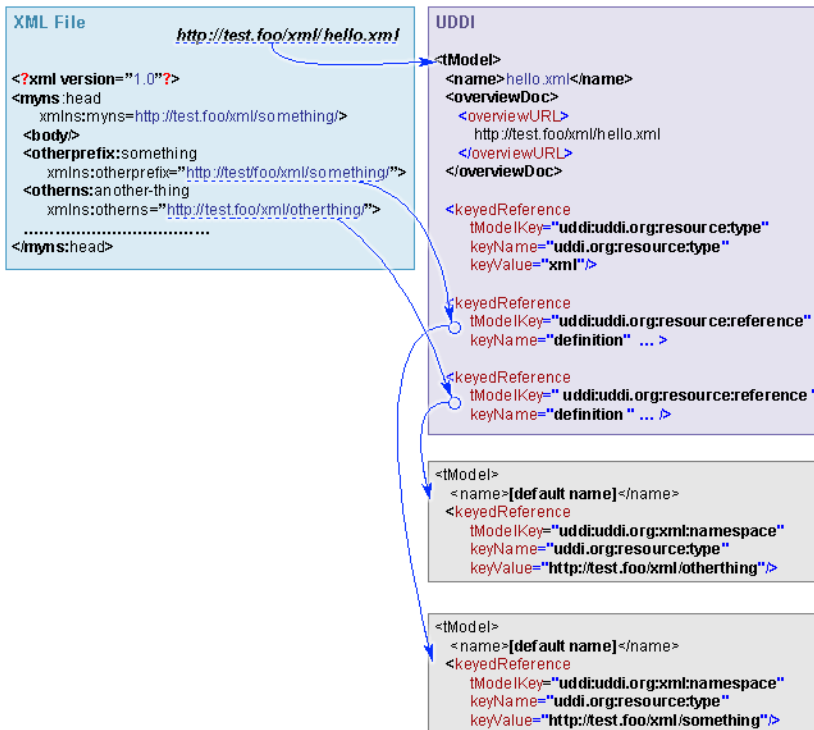 XML File
http://test.foo/xml/hello.xml
<?xml version="1.0"?>
<myns:head
xmlns:myns=http://test.foo/xml/something/>
<body/>
<otherprefix:something
xmlns:otherprefix="http://test/foo/xml/something/">
<otherns:another-thing
xmlns:otherns="http://test.foo/xml/otherthing/">
...................................
</myns:head>
UDDI
<tModel>
<name>hello.xml</name>
<overviewDoc>
<overviewURL>
http://test.foo/xml/hello.xml
</overviewURL>
</overviewDoc>
<keyedReference
tModelKey="uddi:uddi.org:resource:type"
keyName="uddi.org:resource:type"
keyValue="xml"/>
<keyedReference
tModelKey="uddi:uddi.org:resource:reference"
keyName="definition" ... >
<keyedReference
tModelKey=" uddi:uddi.org:resource:reference "
keyName="definition " ... />
<tModel>
<name>[default name]</name>
<keyedReference
tModelKey="uddi:uddi.org:xml:namespace"
keyName="uddi.org:resource:type"
keyValue="http://test.foo/xml/otherthing"/>
<tModel>
<name>[default name]</name>
<keyedReference
tModelKey="uddi:uddi.org:xml:namespace"
keyName="uddi.org:resource:type"
keyValue="http://test.foo/xml/something"/>